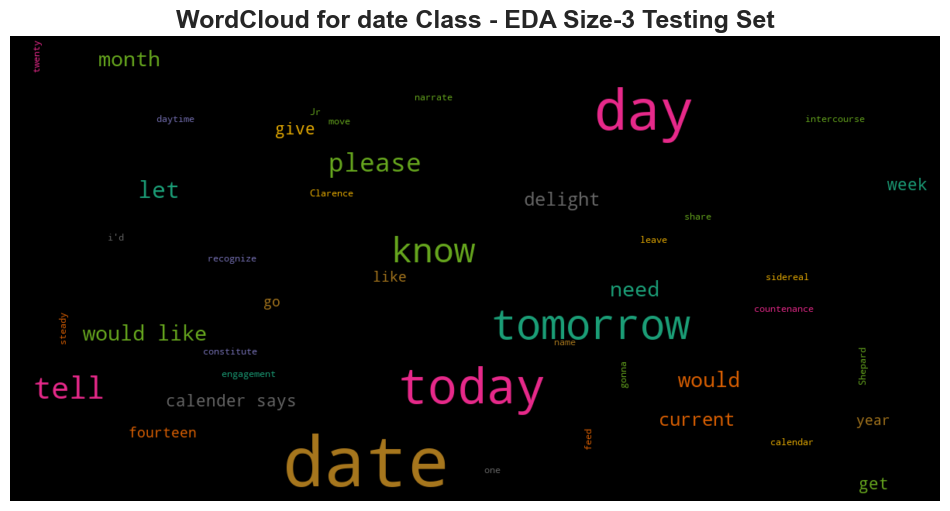 WordCloud for date Class - EDA Size-3 Testing Set
twenty
month
day
narrate
Jr
daytime
move
intercourse
give
please
let
Clarence
week
delight
share
i'd
know
leave
recognize
like
sidereal
need
go
countenance
steady
would like
tomorrow
name
constitute
engagement
gonna
Shepard
tell
today
would
calender says
current
year
fourteen
feed
calendar
date
one
get